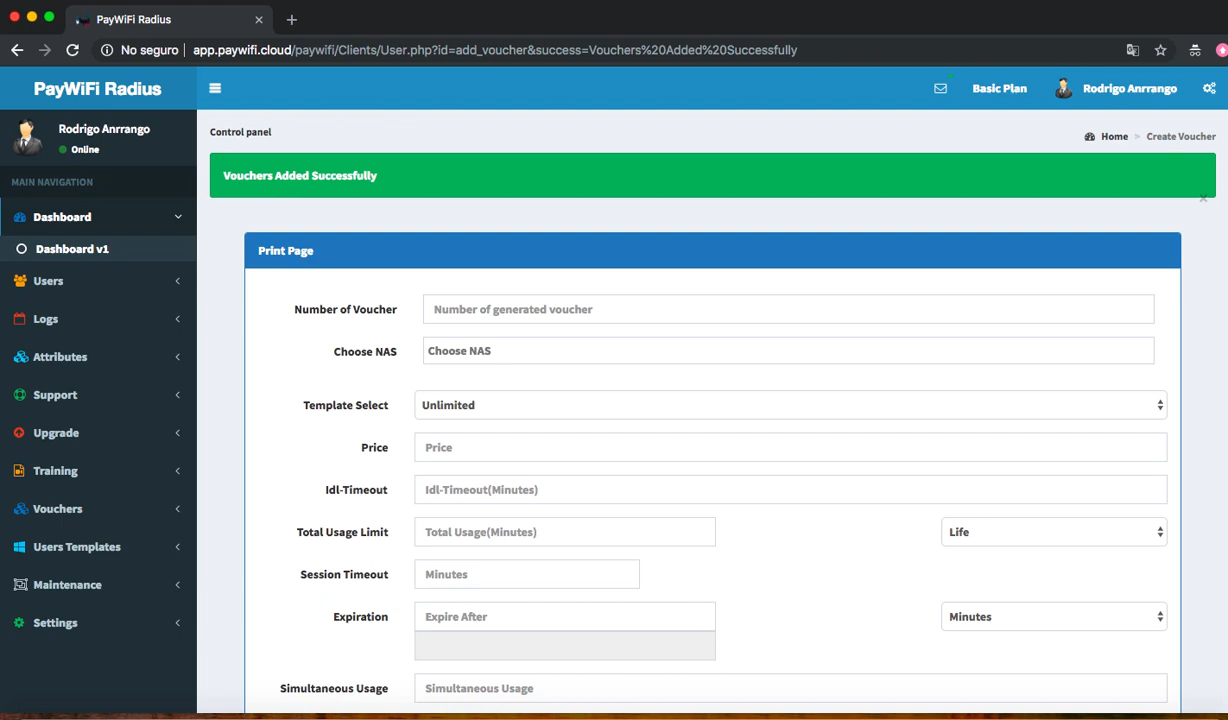 PayWiFi Radius
No seguro | app.paywifi.cloud/paywifi/Clients/User.php?id=add_voucher&success=Vouchers%20Added%20Successfully
PayWiFi Radius
Basic Plan
Rodrigo Anrrango
Rodrigo Anrrango
Online
Control panel
Home > Create Voucher
MAIN NAVIGATION
Vouchers Added Successfully
×
Dashboard
Dashboard v1
Users
Logs
Attributes
Support
Upgrade
Training
Vouchers
Users Templates
Maintenance
Settings
Print Page
Number of Voucher Number of generated voucher
Choose NAS Choose NAS
Template Select Unlimited
Price Price
Idl-Timeout Idl-Timeout(Minutes)
Total Usage Limit Total Usage(Minutes) Life
Session Timeout Minutes
Expiration Expire After Minutes
Simultaneous Usage Simultaneous Usage